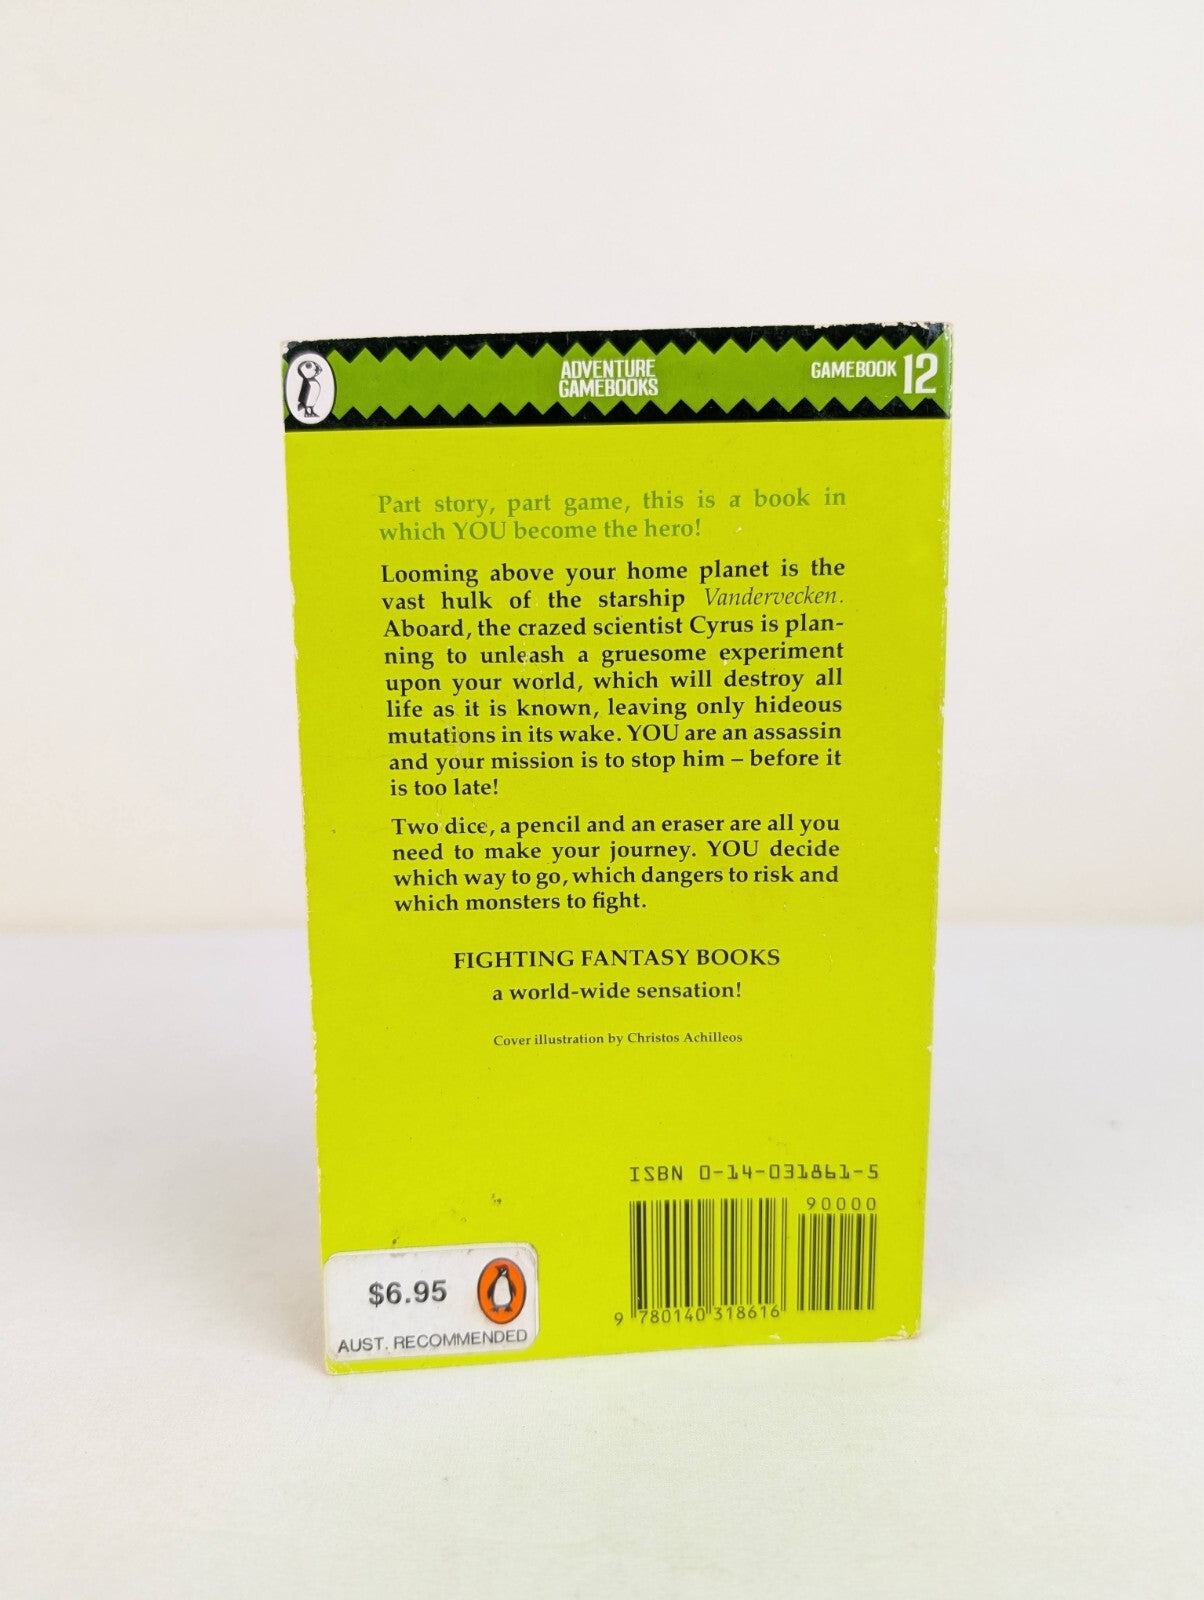 ADVENTURE
GAMEBOOKS
GAMEBOOK 12
Part story, part game, this is a book in
which YOU become the hero!
Looming above your home planet is the
vast hulk of the starship Vandervecken.
Aboard, the crazed scientist Cyrus is plan-
ning to unleash a gruesome experiment
upon your world, which will destroy all
life as it is known, leaving only hideous
mutations in its wake. YOU are an assassin
and your mission is to stop him – before it
is too late!
Two dice, a pencil and an eraser are all you
need to make your journey. YOU decide
which way to go, which dangers to risk and
which monsters to fight.
FIGHTING FANTASY BOOKS
a world-wide sensation!
Cover illustration by Christos Achilleos
ISBN 0-14-031861-5
90000
9 780140 318616
$6.95
AUST. RECOMMENDED